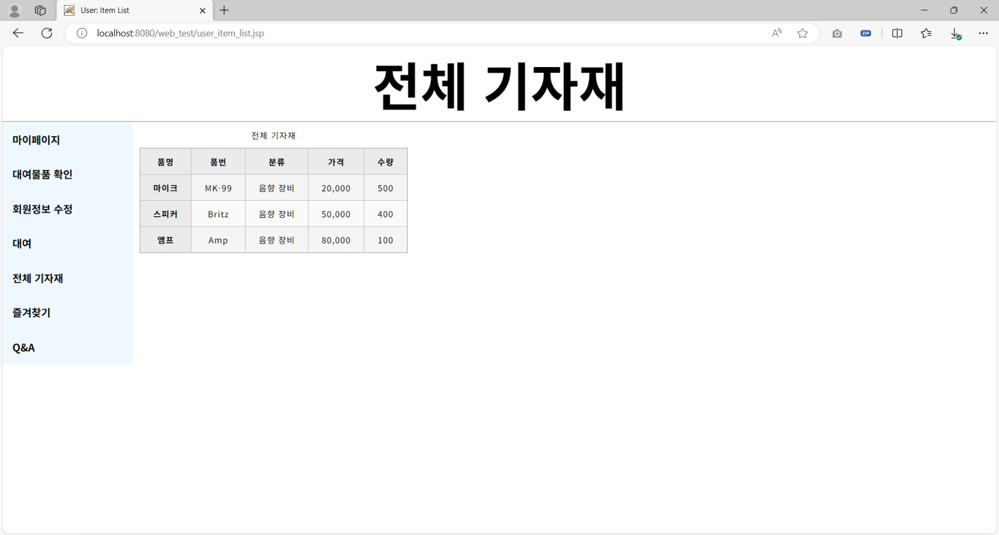 User: Item List
localhost:8080/web_test/user_item_list.jsp
ZIP
전체 기자재
마이페이지
대여물품 확인
회원정보 수정
대여
전체 기자재
즐겨찾기
Q&A
전체 기자재
품명 품번 분류 가격 수량
마이크 MK-99 음향 장비 20,000 500
스피커 Britz 음향 장비 50,000 400
앰프 Amp 음향 장비 80,000 100